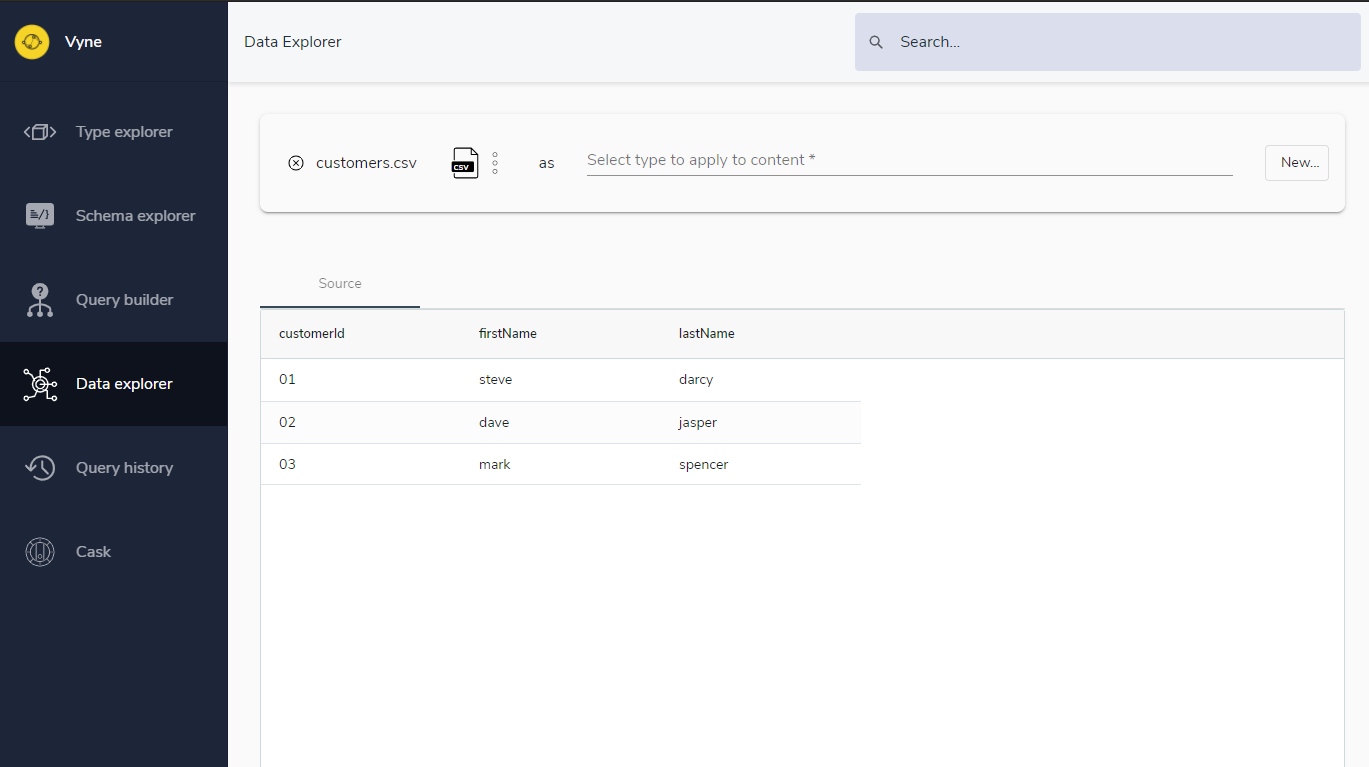 Vyne
Data Explorer
Search...
Type explorer
Schema explorer
Query builder
Data explorer
Query history
Cask
customers.csv
CSV
as
Select type to apply to content *
New...
Source
customerId firstName lastName
01 steve darcy
02 dave jasper
03 mark spencer